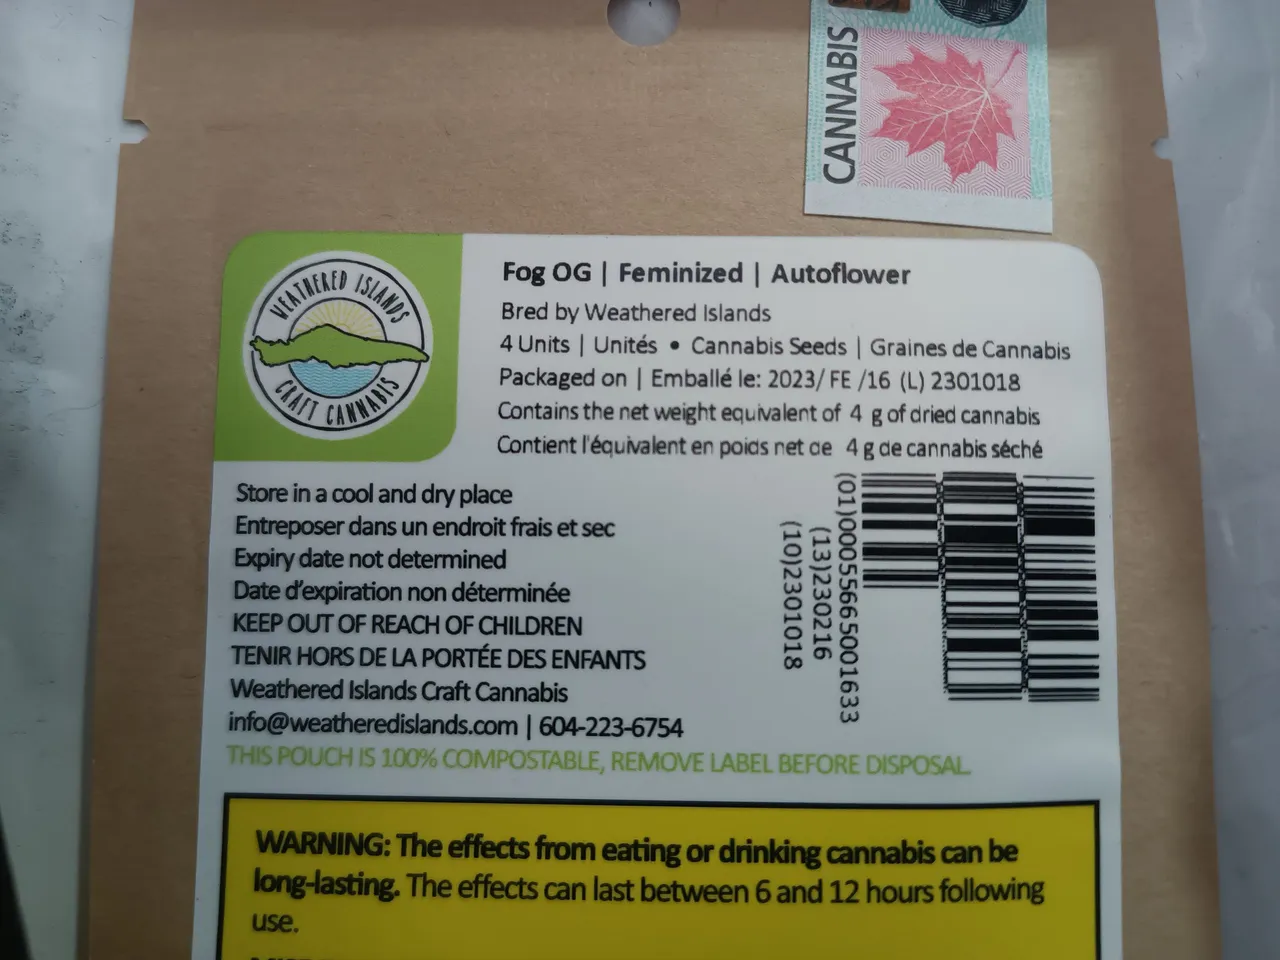 CANNABIS
WEATHERED ISLANDS
CRAFT CANNABIS
Fog OG | Feminized | Autoflower
Bred by Weathered Islands
4 Units | Unités • Cannabis Seeds | Graines de Cannabis
Packaged on | Emballé le: 2023/ FE /16 (L) 2301018
Contains the net weight equivalent of 4 g of dried cannabis
Contient l'équivalent en poids net de 4 g de cannabis séché
Store in a cool and dry place
Entreposer dans un endroit frais et sec
Expiry date not determined
Date d'expiration non déterminée
KEEP OUT OF REACH OF CHILDREN
TENIR HORS DE LA PORTÉE DES ENFANTS
Weathered Islands Craft Cannabis
info@weatheredislands.com | 604-223-6754
THIS POUCH IS 100% COMPOSTABLE, REMOVE LABEL BEFORE DISPOSAL.
(01)00055665001633
(13)230216
(10)2301018
WARNING: The effects from eating or drinking cannabis can be
long-lasting. The effects can last between 6 and 12 hours following
use.